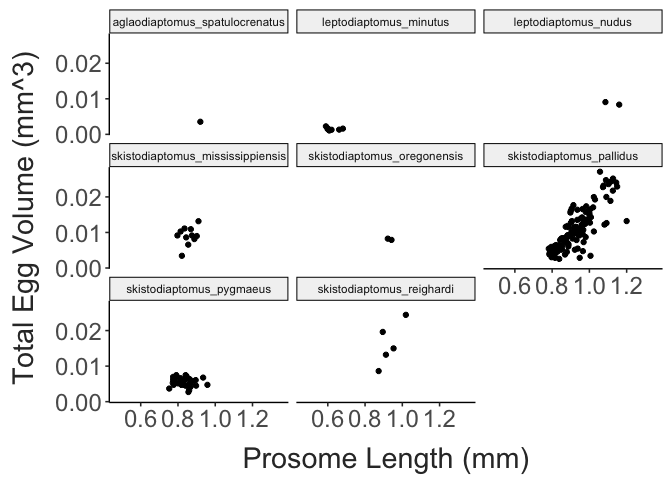 aglaodiaptomus_spatulocrenatus leptodiaptomus_minutus leptodiaptomus_nudus
0.02
0.01
0.00
skistodiaptomus_mississippiensis skistodiaptomus_oregonensis skistodiaptomus_pallidus
0.02
0.01
0.00
0.6 0.8 1.0 1.2
skistodiaptomus_pygmaeus skistodiaptomus_reighardi
0.02
0.01
0.00
0.6 0.8 1.0 1.2 0.6 0.8 1.0 1.2
Prosome Length (mm)
Total Egg Volume (mm^3)